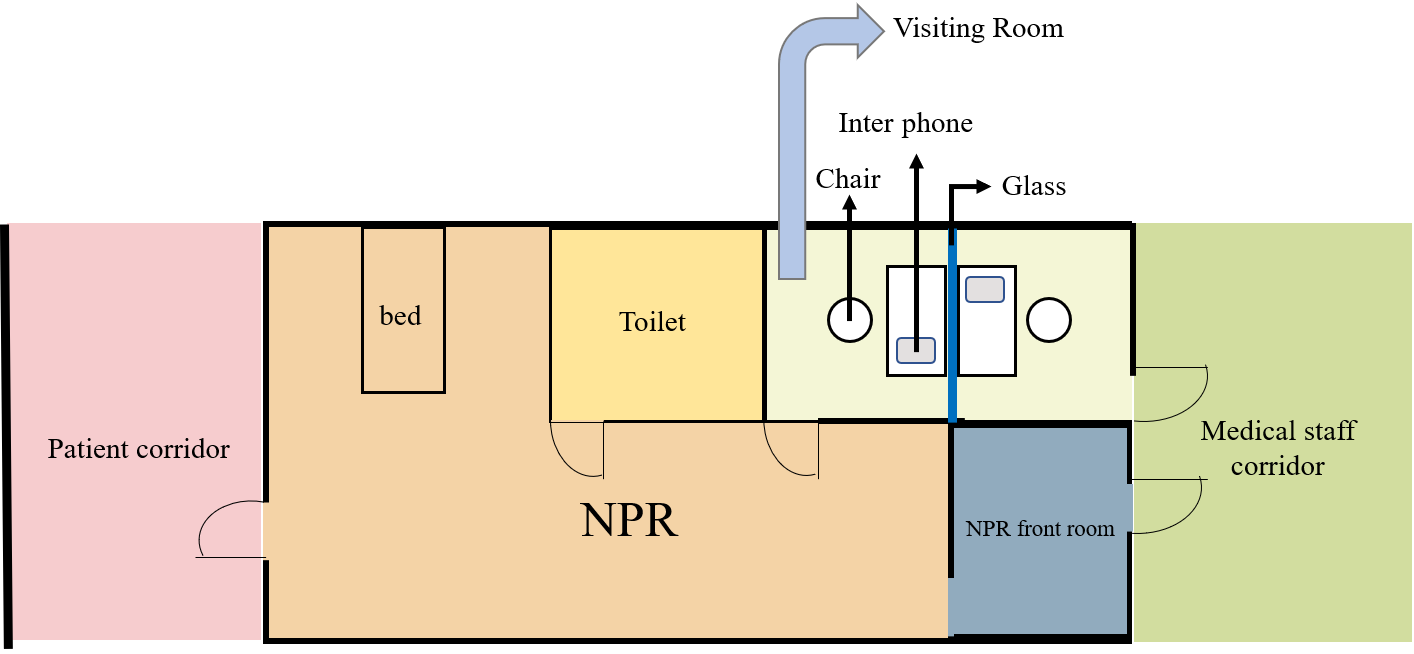 Visiting Room
Inter phone
Chair
Glass
bed
Toilet
Patient corridor
Medical staff
corridor
NPR
NPR front room